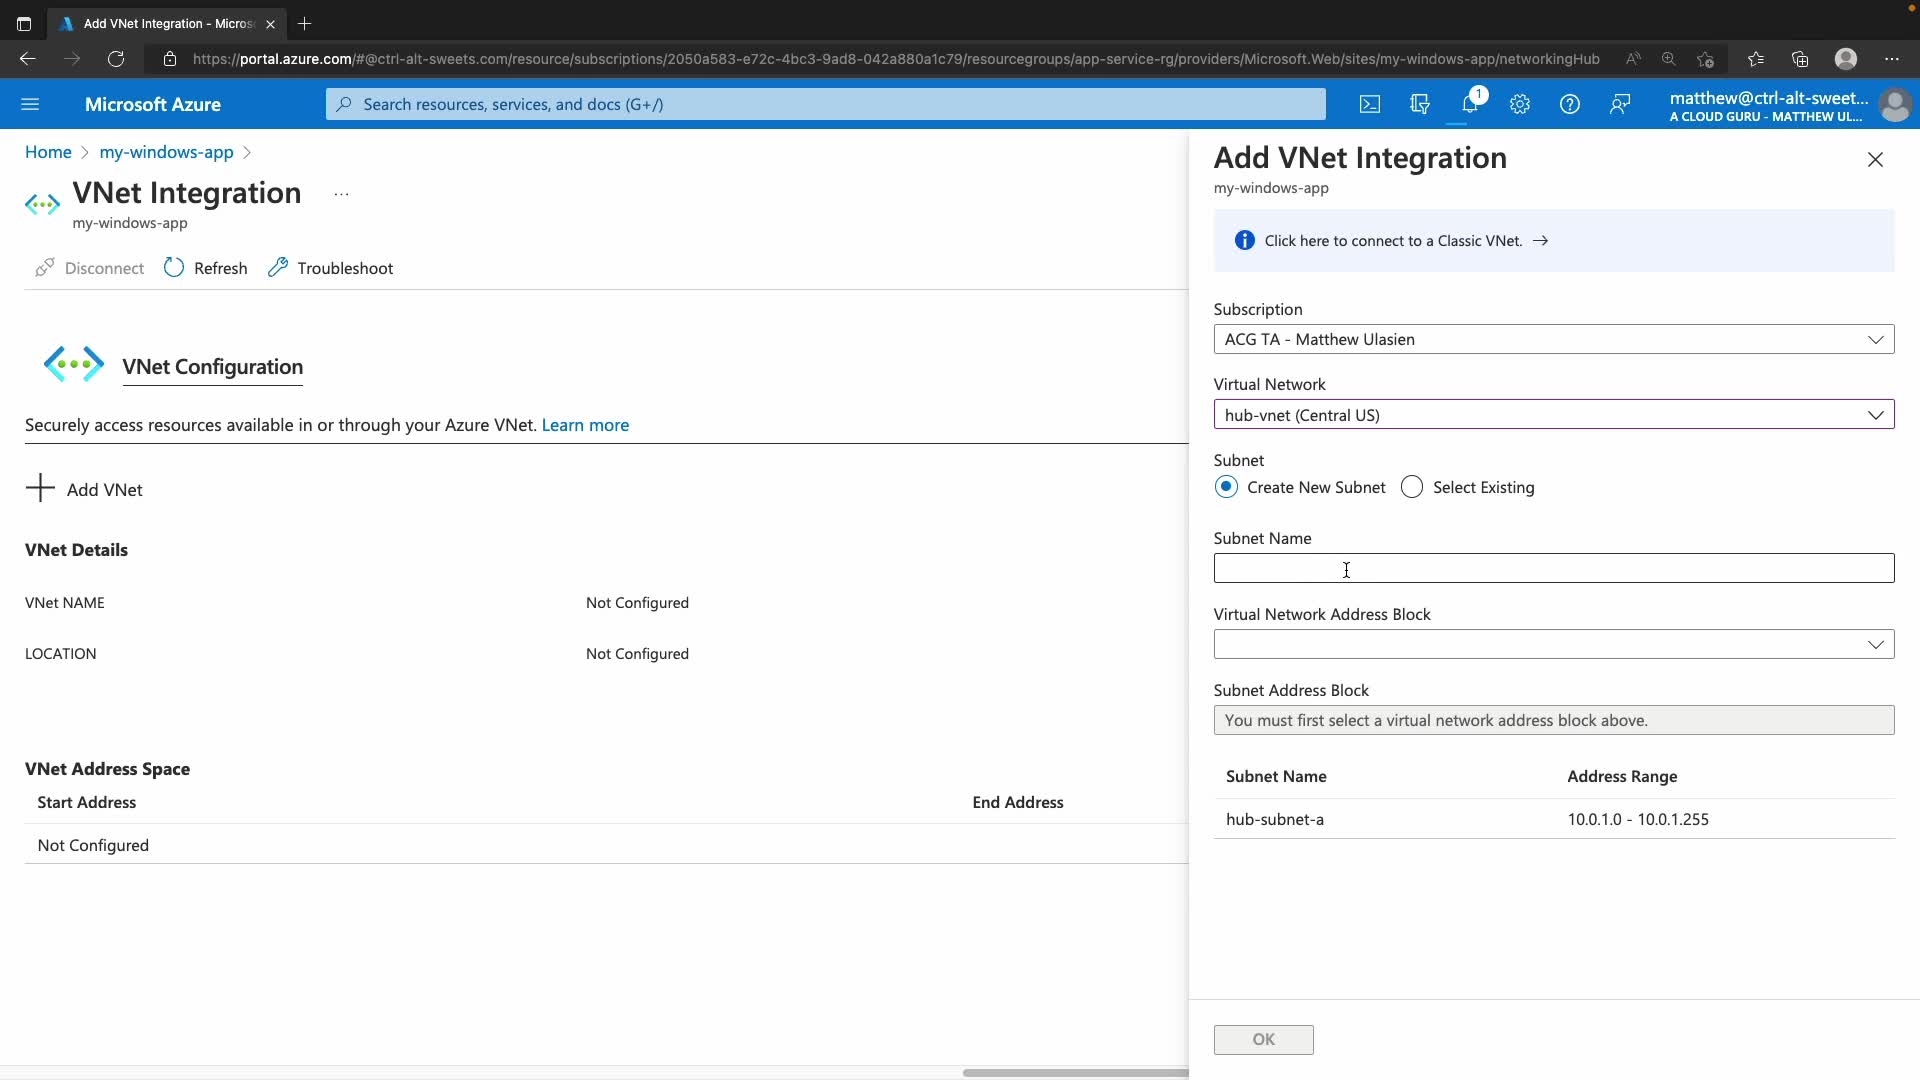 Add VNet Integration - Micros
https://portal.azure.com/#@ctrl-alt-sweets.com/resource/subscriptions/2050a583-e72c-4bc3-9ad8-042a880a1c79/resourcegroups/app-service-rg/providers/Microsoft.Web/sites/my-windows-app/networkingHub
Microsoft Azure
Search resources, services, and docs (G+/)
1
matthew@ctrl-alt-sweet...
A CLOUD GURU - MATTHEW UL...
Home > my-windows-app >
VNet Integration ...
my-windows-app
Disconnect Refresh Troubleshoot
VNet Configuration
Securely access resources available in or through your Azure VNet. Learn more
Add VNet
VNet Details
VNet NAME Not Configured
LOCATION Not Configured
VNet Address Space
Start Address End Address
Not Configured
Add VNet Integration
my-windows-app
Click here to connect to a Classic VNet. →
Subscription
ACG TA - Matthew Ulasien
Virtual Network
hub-vnet (Central US)
Subnet
Create New Subnet Select Existing
Subnet Name
Virtual Network Address Block
Subnet Address Block
You must first select a virtual network address block above.
Subnet Name Address Range
hub-subnet-a 10.0.1.0 - 10.0.1.255
OK